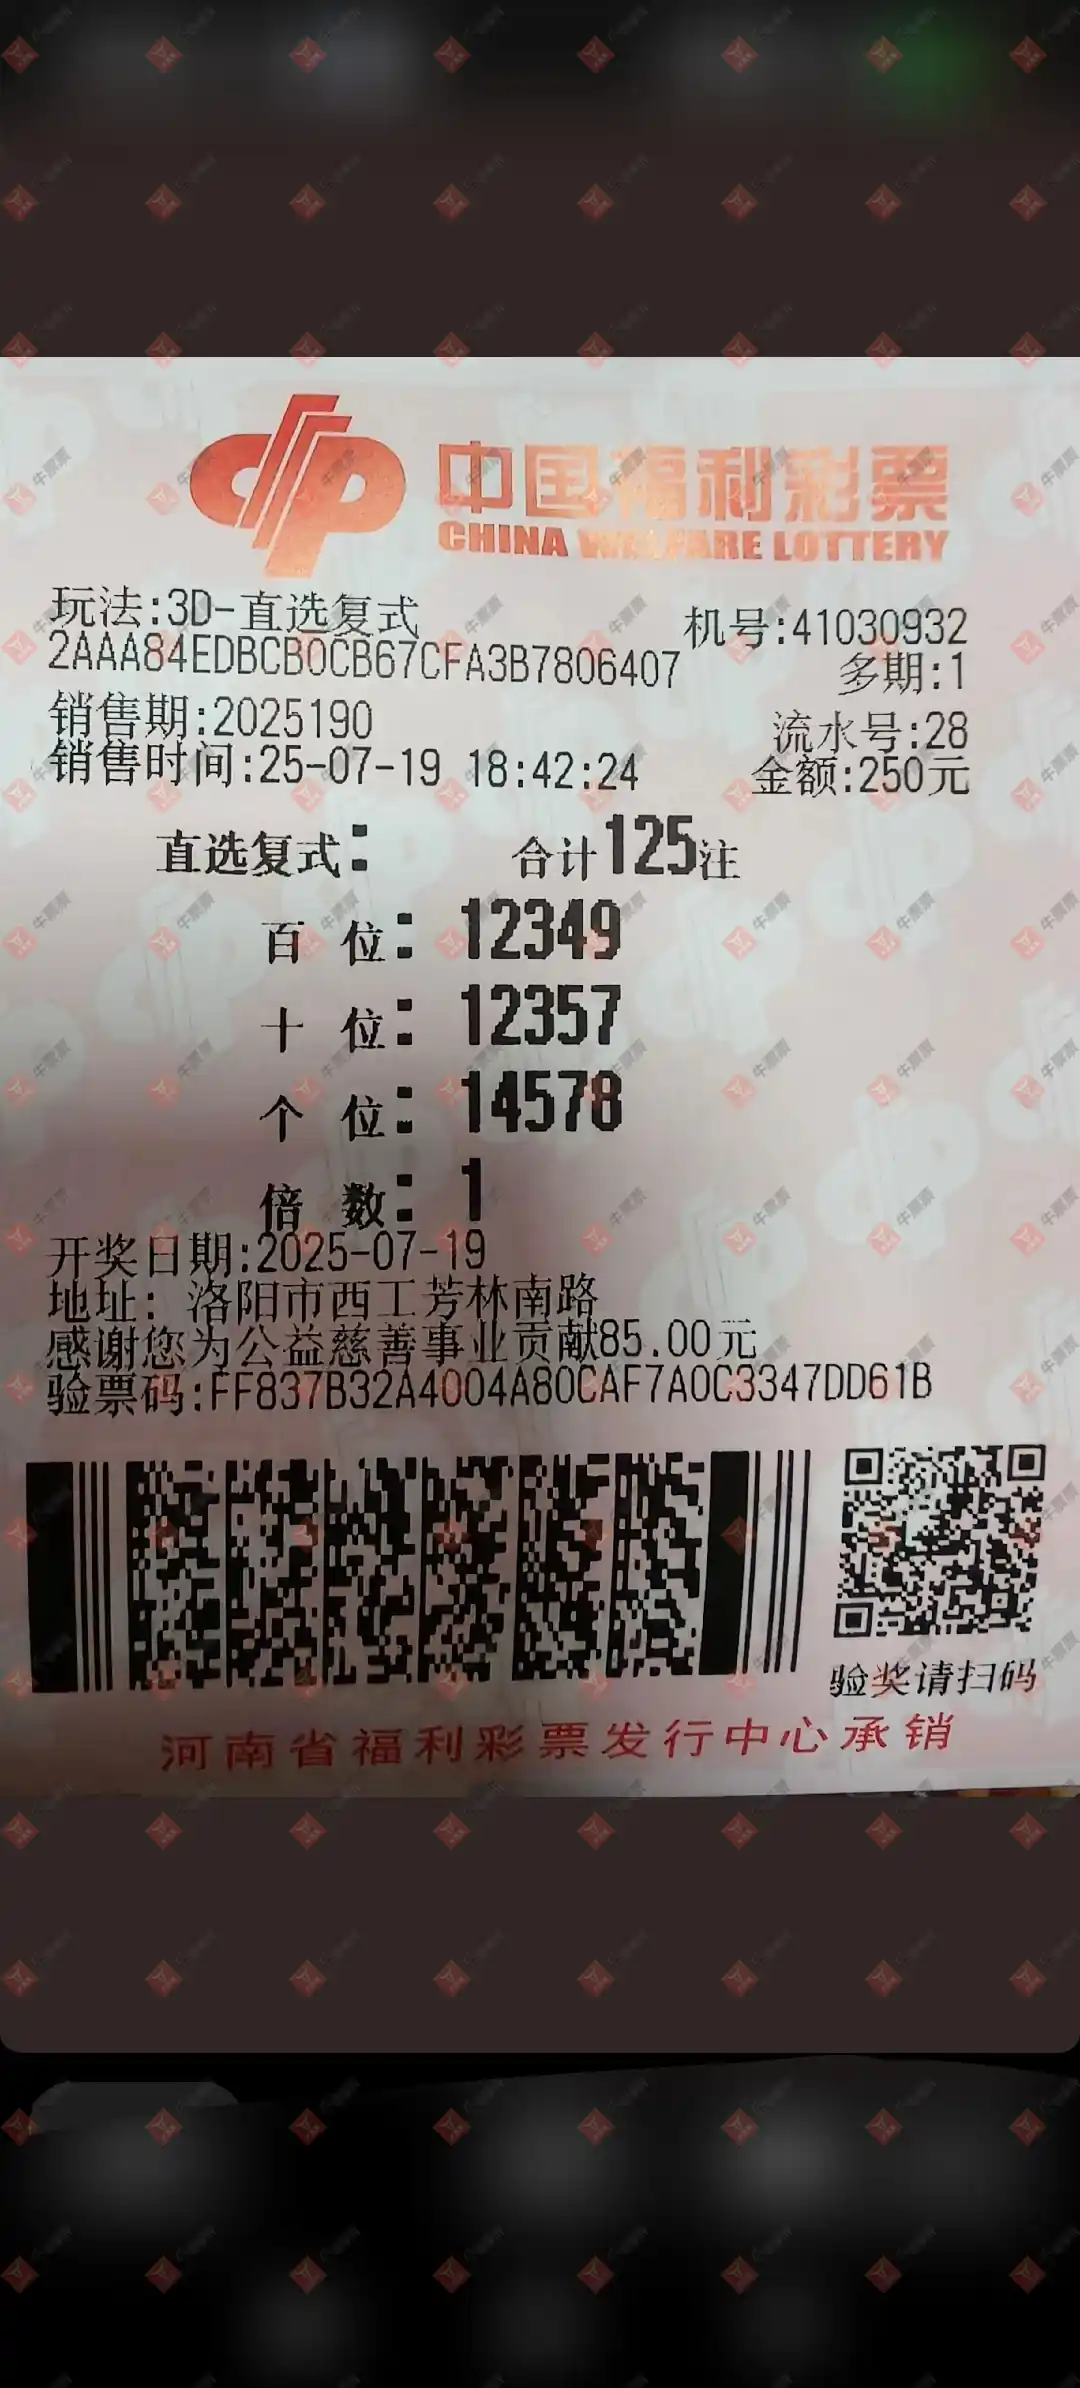 中国福利彩票
CHINA WELFARE LOTTERY
玩法:3D-直选复式
机号:41030932
2AAA84EDBCB0CB67CFA3B7806407
多期:1
销售期:2025190
流水号:28
销售时间:25-07-19 18:42:24
金额:250元
直选复式: 合计125注
百 位: 12349
十 位: 12357
个 位: 14578
倍 数: 1
开奖日期:2025-07-19
地址: 洛阳市西工芳林南路
感谢您为公益慈善事业贡献85.00元
验票码:FF837B32A4004A80CAF7A0C3347DD61B
验奖请扫码
河南省福利彩票发行中心承销
牛票票